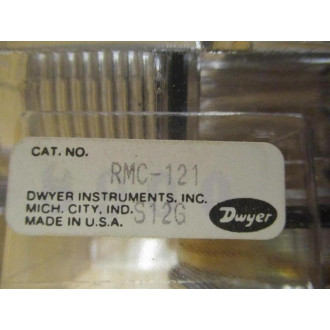 CAT. NO.
RMC-121
DWYER INSTRUMENTS, INC.
MICH. CITY, IND. S12G
MADE IN U.S.A.
Dwyer